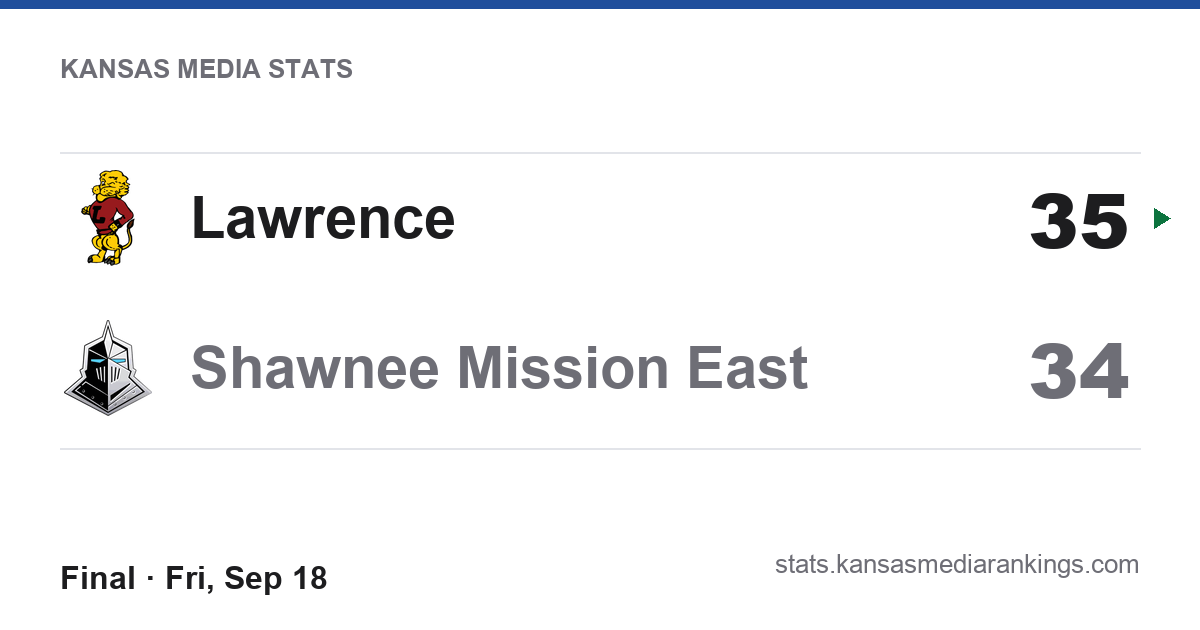 KANSAS MEDIA STATS
Lawrence 35
Shawnee Mission East 34
Final · Fri, Sep 18
stats.kansasmediarankings.com